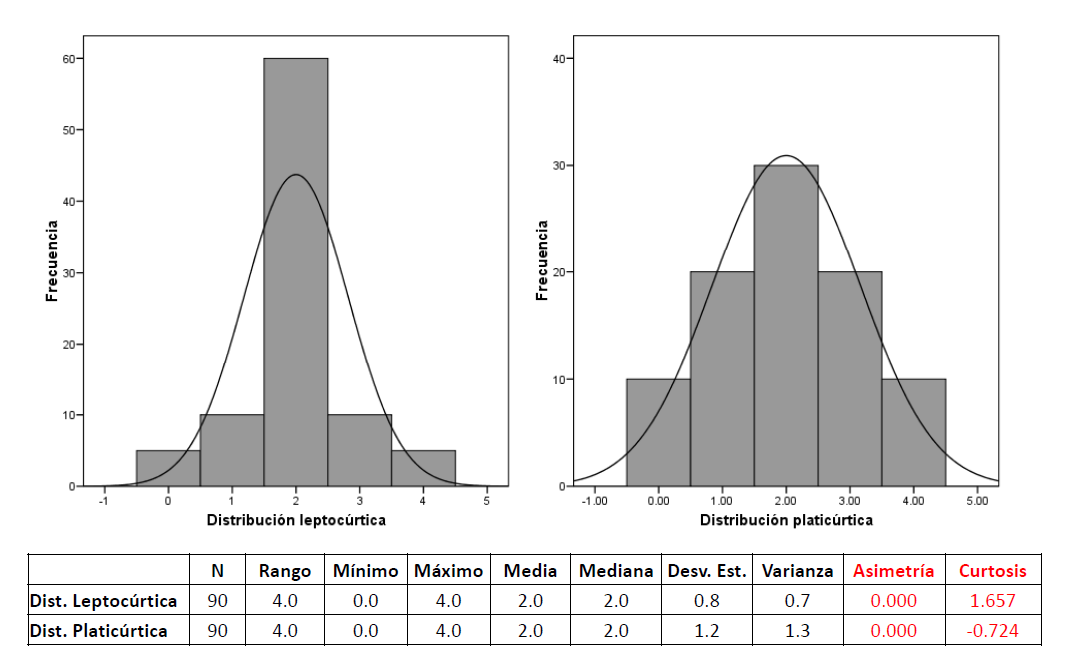 60
50
40
30
20
10
0
Frecuencia
-1 0 1 2 3 4 5
Distribución leptocúrtica
40
30
20
10
0
Frecuencia
-1.00 0.00 1.00 2.00 3.00 4.00 5.00
Distribución platicúrtica
N Rango Mínimo Máximo Media Mediana Desv. Est. Varianza Asimetría Curtosis
Dist. Leptocúrtica 90 4.0 0.0 4.0 2.0 2.0 0.8 0.7 0.000 1.657
Dist. Platicúrtica 90 4.0 0.0 4.0 2.0 2.0 1.2 1.3 0.000 -0.724